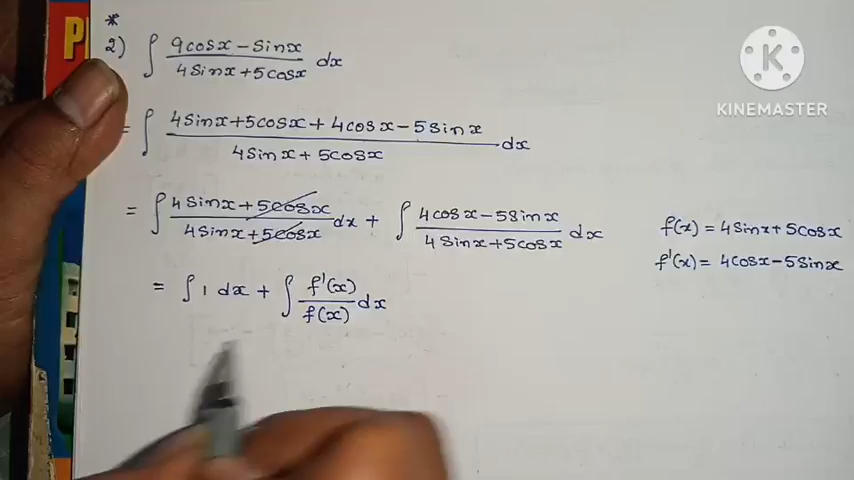 *
2) ∫ (9cosx - sinx)/(4sinx + 5cosx) dx
= ∫ (4sinx + 5cosx + 4cosx - 5sinx)/(4sinx + 5cosx) dx
= ∫ (4sinx + 5cosx)/(4sinx + 5cosx) dx + ∫ (4cosx - 5sinx)/(4sinx + 5cosx) dx
f(x) = 4sinx + 5cosx
f'(x) = 4cosx - 5sinx
= ∫ 1 dx + ∫ f'(x)/f(x) dx
K
KINEMASTER